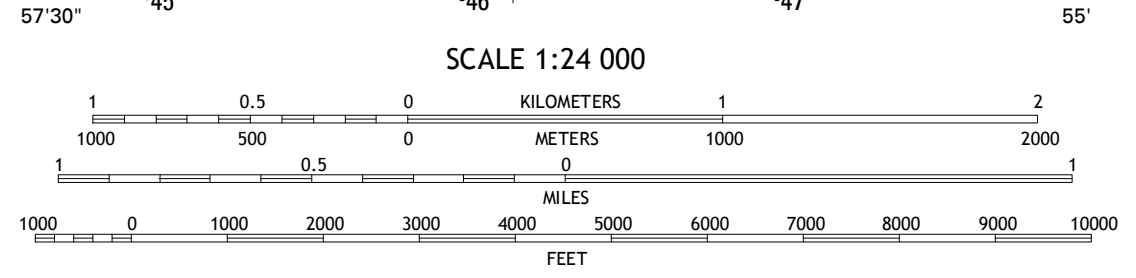 45 46 47
57'30" 55'
SCALE 1:24 000
1 0.5 0 KILOMETERS 1 2
1000 500 0 METERS 1000 2000
1 0.5 0 1
MILES
1000 0 1000 2000 3000 4000 5000 6000 7000 8000 9000 10000
FEET